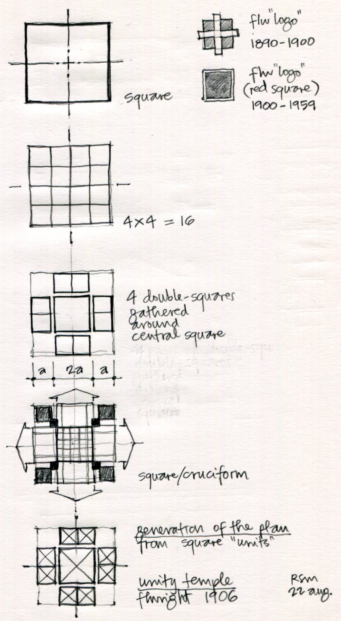 flw "logo"
1890-1900
flw "logo"
(red square)
1900-1959
square
4x4 = 16
4 double-squares
gathered
around
central square
a 2a a
square/cruciform
generation of the plan
from square "units"
unity temple
flwright 1906
RSM
22 aug.